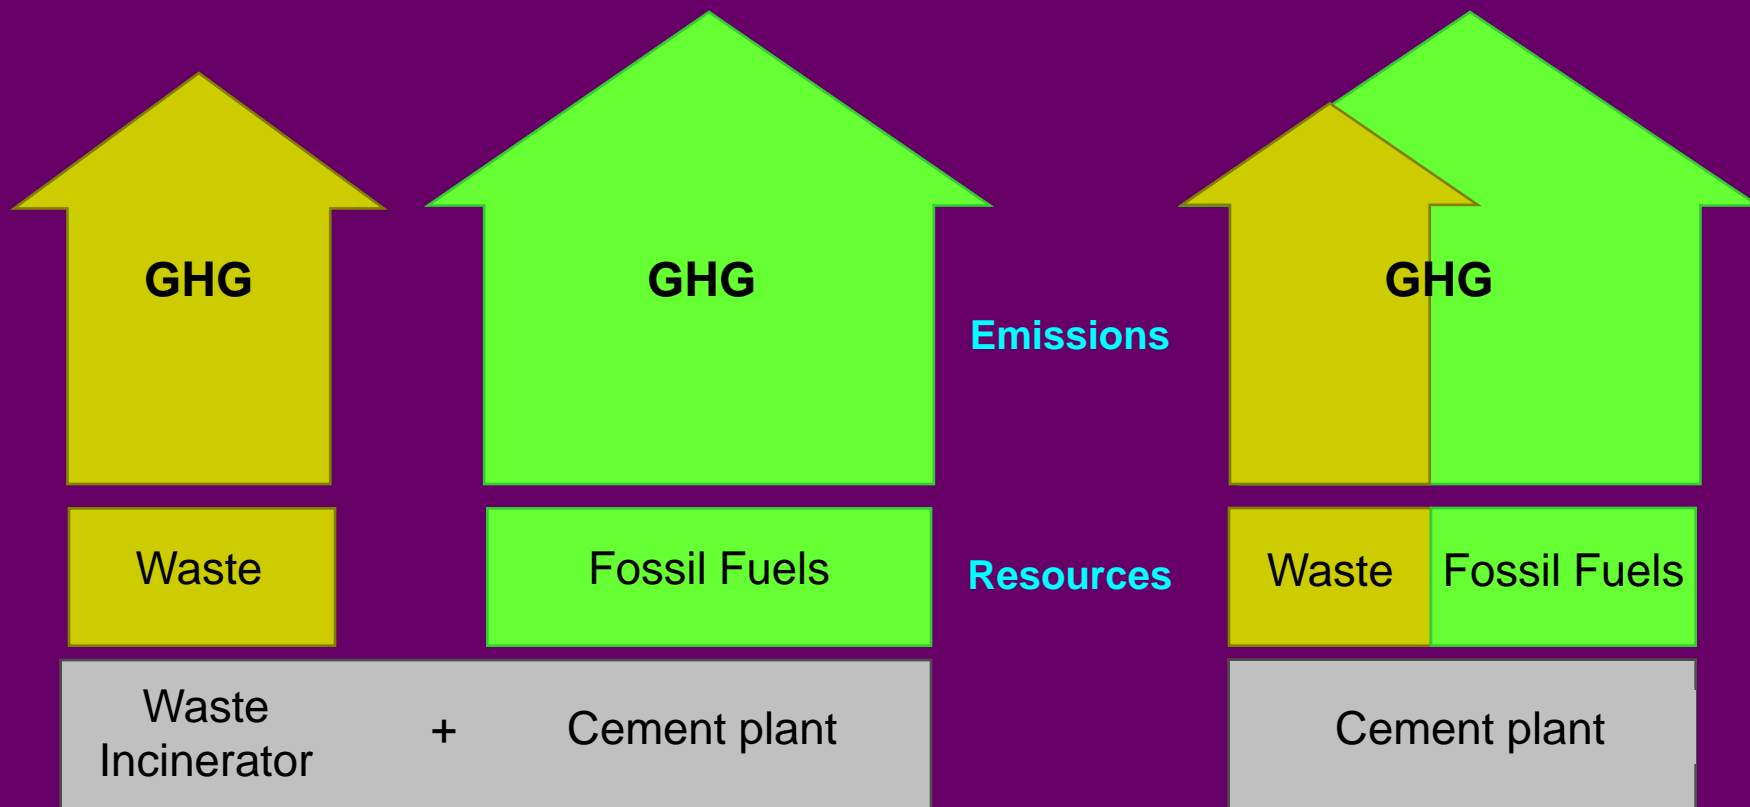 GHG
GHG
Emissions
GHG
Waste
Fossil Fuels
Resources
Waste
Fossil Fuels
Waste
Incinerator
+
Cement plant
Cement plant